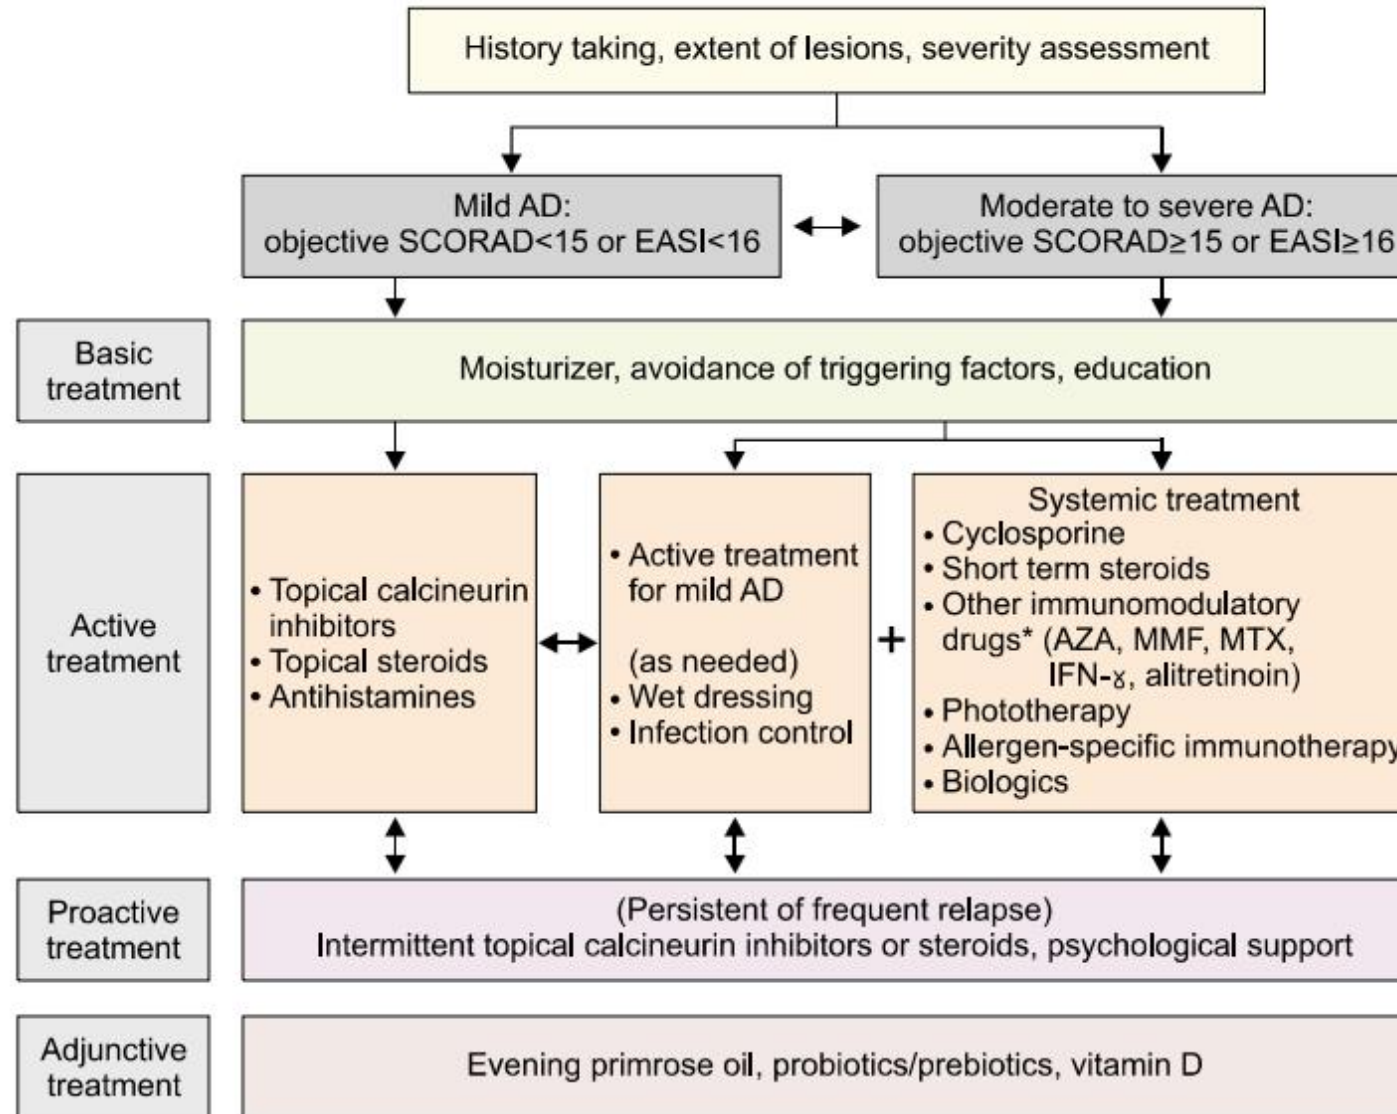 History taking, extent of lesions, severity assessment
Mild AD:
objective SCORAD<15 or EASI<16
Moderate to severe AD:
objective SCORAD≥15 or EASI≥16
Basic
treatment
Moisturizer, avoidance of triggering factors, education
Active
treatment
• Topical calcineurin
inhibitors
• Topical steroids
• Antihistamines
• Active treatment
for mild AD
(as needed)
• Wet dressing
• Infection control
+
Systemic treatment
• Cyclosporine
• Short term steroids
• Other immunomodulatory
drugs* (AZA, MMF, MTX,
IFN-ɤ, alitretinoin)
• Phototherapy
• Allergen-specific immunotherapy
• Biologics
Proactive
treatment
(Persistent of frequent relapse)
Intermittent topical calcineurin inhibitors or steroids, psychological support
Adjunctive
treatment
Evening primrose oil, probiotics/prebiotics, vitamin D